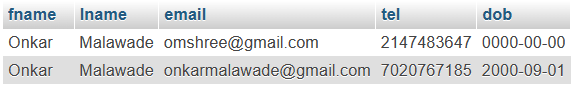 fname lname email tel dob
Onkar Malawade omshree@gmail.com 2147483647 0000-00-00
Onkar Malawade onkarmalawade@gmail.com 7020767185 2000-09-01